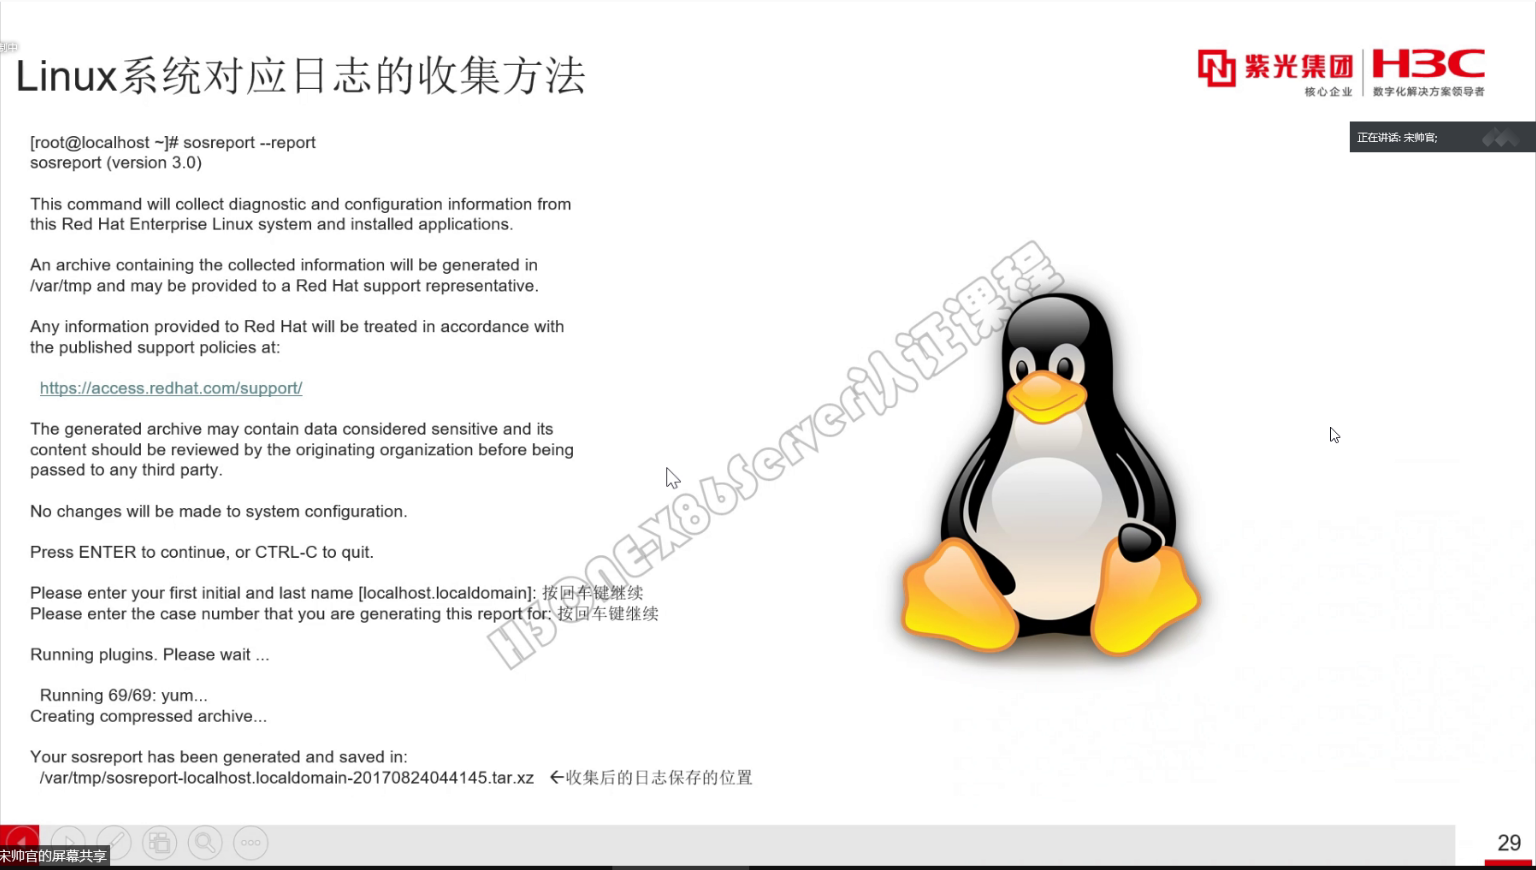 制中
Linux系统对应日志的收集方法
紫光集团
核心企业
H3C
数字化解决方案领导者
正在讲话: 宋帅官;
[root@localhost ~]# sosreport --report
sosreport (version 3.0)
This command will collect diagnostic and configuration information from
this Red Hat Enterprise Linux system and installed applications.
An archive containing the collected information will be generated in
/var/tmp and may be provided to a Red Hat support representative.
Any information provided to Red Hat will be treated in accordance with
the published support policies at:
https://access.redhat.com/support/
The generated archive may contain data considered sensitive and its
content should be reviewed by the originating organization before being
passed to any third party.
No changes will be made to system configuration.
Press ENTER to continue, or CTRL-C to quit.
Please enter your first initial and last name [localhost.localdomain]: 按回车键继续
Please enter the case number that you are generating this report for: 按回车键继续
Running plugins. Please wait ...
Running 69/69: yum...
Creating compressed archive...
Your sosreport has been generated and saved in:
/var/tmp/sosreport-localhost.localdomain-20170824044145.tar.xz ←收集后的日志保存的位置
H3CNE-X86Server认证课程
宋帅官的屏幕共享
29